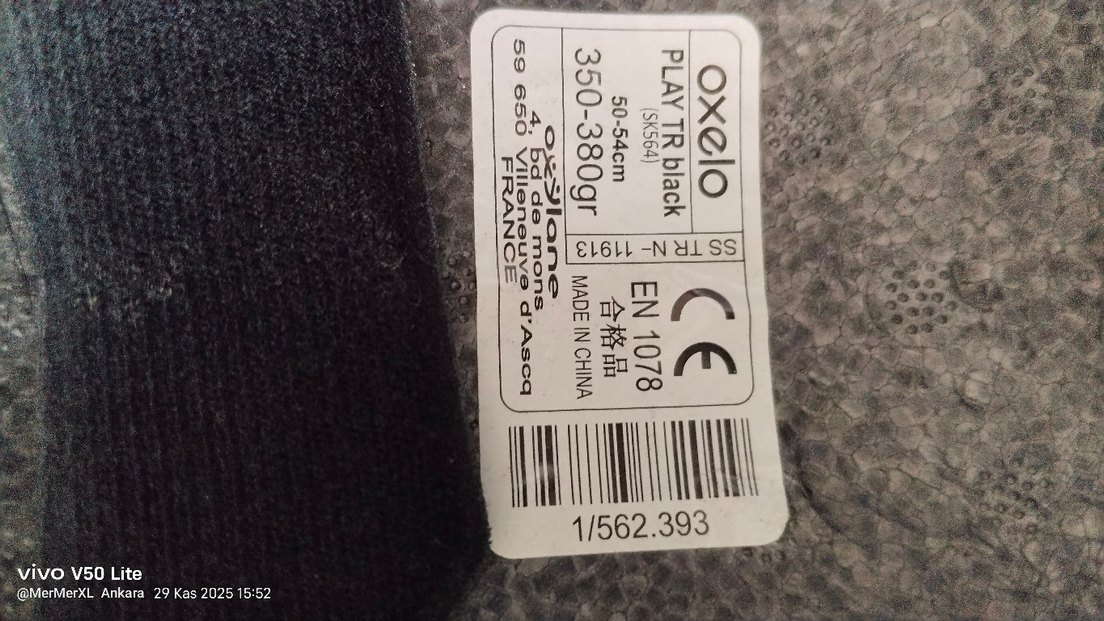 oxelo
PLAY TR black
(SK564)
50-54cm
350-380gr
SS TR N- 11913
CE
EN 1078
合格品
MADE IN CHINA
oxylane
4, bd de mons
59 650 Villeneuve d'Ascq
FRANCE
1/562.393
vivo V50 Lite
@MerMerXL Ankara 29 Kas 2025 15:52